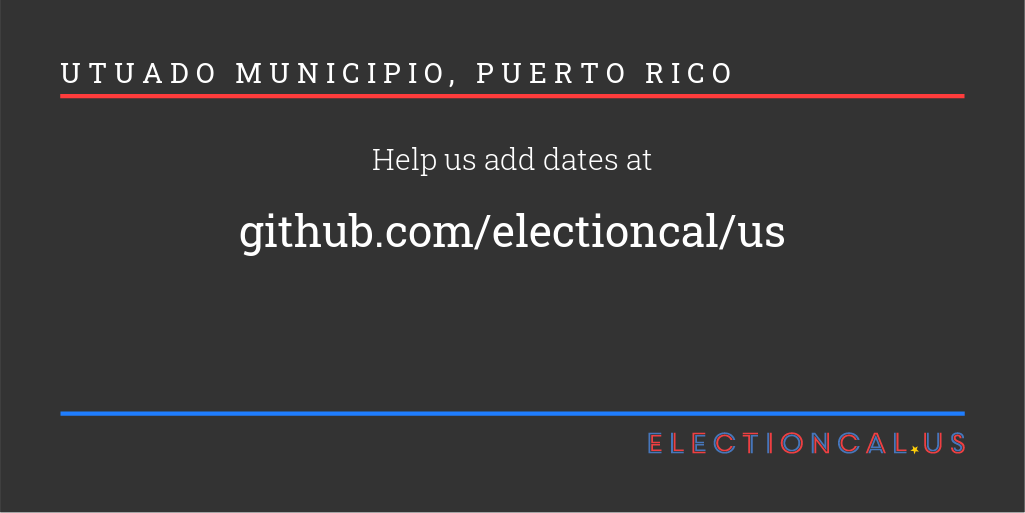 UTUADO MUNICIPIO, PUERTO RICO
Help us add dates at
github.com/electioncal/us
ELECTIONCAL.US